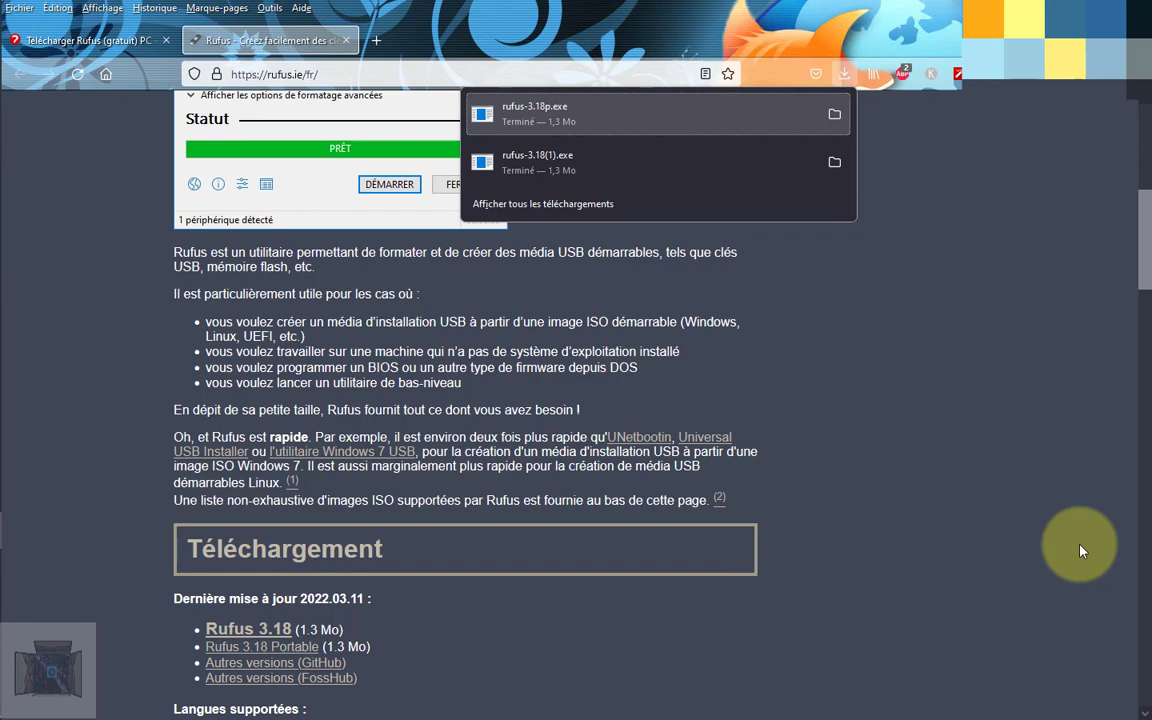 Fichier Édition Affichage Historique Marque-pages Outils Aide
Télécharger Rufus (gratuit) PC
Rufus - Créez facilement des cl
https://rufus.ie/fr/
2
ABP
K
Afficher les options de formatage avancées
Statut
PRÊT
DÉMARRER
FER
1 périphérique détecté
rufus-3.18p.exe
Terminé — 1,3 Mo
rufus-3.18(1).exe
Terminé — 1,3 Mo
Afficher tous les téléchargements
Rufus est un utilitaire permettant de formater et de créer des média USB démarrables, tels que clés
USB, mémoire flash, etc.
Il est particulièrement utile pour les cas où :
• vous voulez créer un média d'installation USB à partir d'une image ISO démarrable (Windows,
Linux, UEFI, etc.)
• vous voulez travailler sur une machine qui n'a pas de système d'exploitation installé
• vous voulez programmer un BIOS ou un autre type de firmware depuis DOS
• vous voulez lancer un utilitaire de bas-niveau
En dépit de sa petite taille, Rufus fournit tout ce dont vous avez besoin !
Oh, et Rufus est rapide. Par exemple, il est environ deux fois plus rapide qu'UNetbootin, Universal
USB Installer ou l'utilitaire Windows 7 USB, pour la création d'un média d'installation USB à partir d'une
image ISO Windows 7. Il est aussi marginalement plus rapide pour la création de média USB
démarrables Linux. (1)
Une liste non-exhaustive d'images ISO supportées par Rufus est fournie au bas de cette page. (2)
Téléchargement
Dernière mise à jour 2022.03.11 :
• Rufus 3.18 (1.3 Mo)
• Rufus 3.18 Portable (1.3 Mo)
• Autres versions (GitHub)
• Autres versions (FossHub)
Langues supportées :